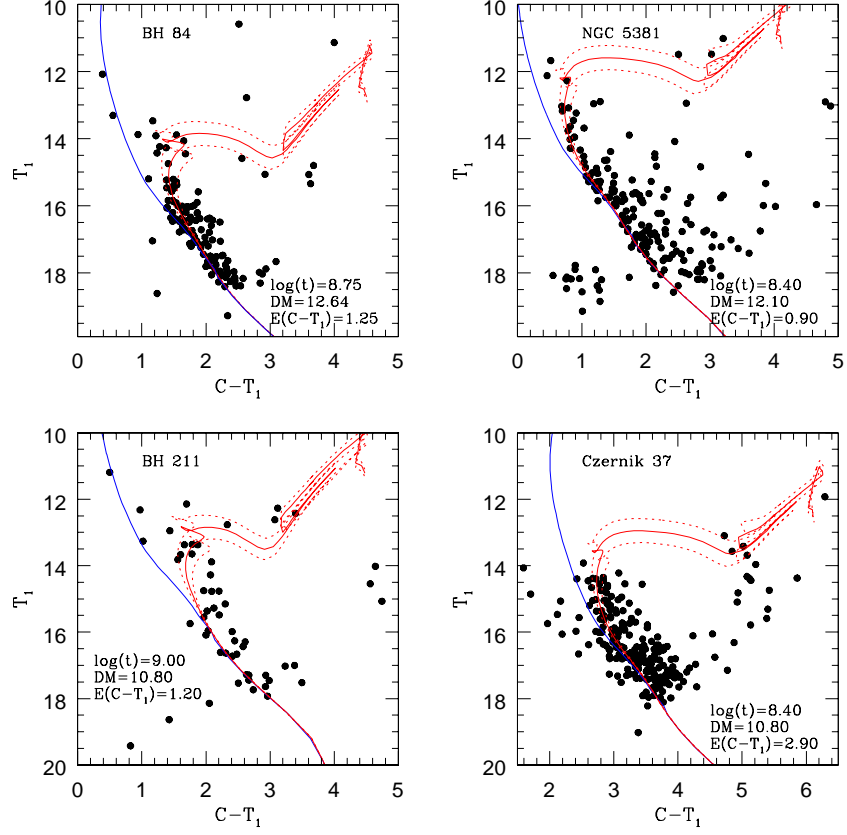 BH 84
10
12
14
16
18
T₁
log(t)=8.75
DM=12.64
E(C−T₁)=1.25
0 1 2 3 4 5
C−T₁
NGC 5381
10
12
14
16
18
T₁
log(t)=8.40
DM=12.10
E(C−T₁)=0.90
0 1 2 3 4 5
C−T₁
BH 211
10
12
14
16
18
20
T₁
log(t)=9.00
DM=10.80
E(C−T₁)=1.20
0 1 2 3 4 5
C−T₁
Czernik 37
10
12
14
16
18
20
T₁
log(t)=8.40
DM=10.80
E(C−T₁)=2.90
2 3 4 5 6
C−T₁